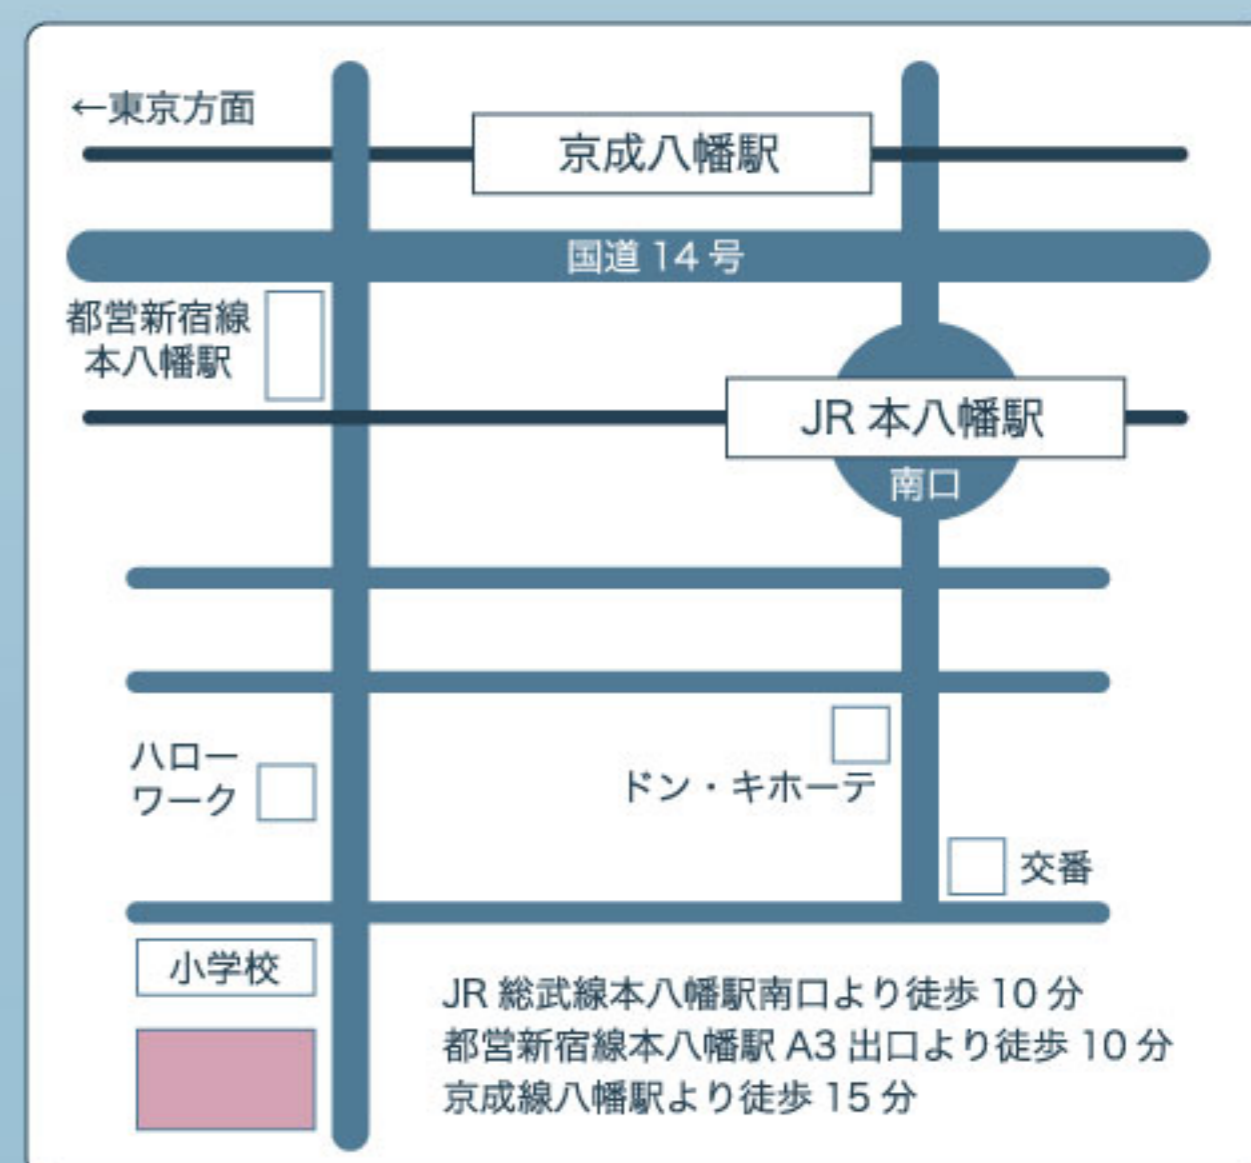 ←東京方面
京成八幡駅
国道 14 号
都営新宿線
本八幡駅
JR 本八幡駅
南口
ハロー
ワーク
ドン・キホーテ
交番
小学校
JR 総武線本八幡駅南口より徒歩 10 分
都営新宿線本八幡駅 A3 出口より徒歩 10 分
京成線八幡駅より徒歩 15 分